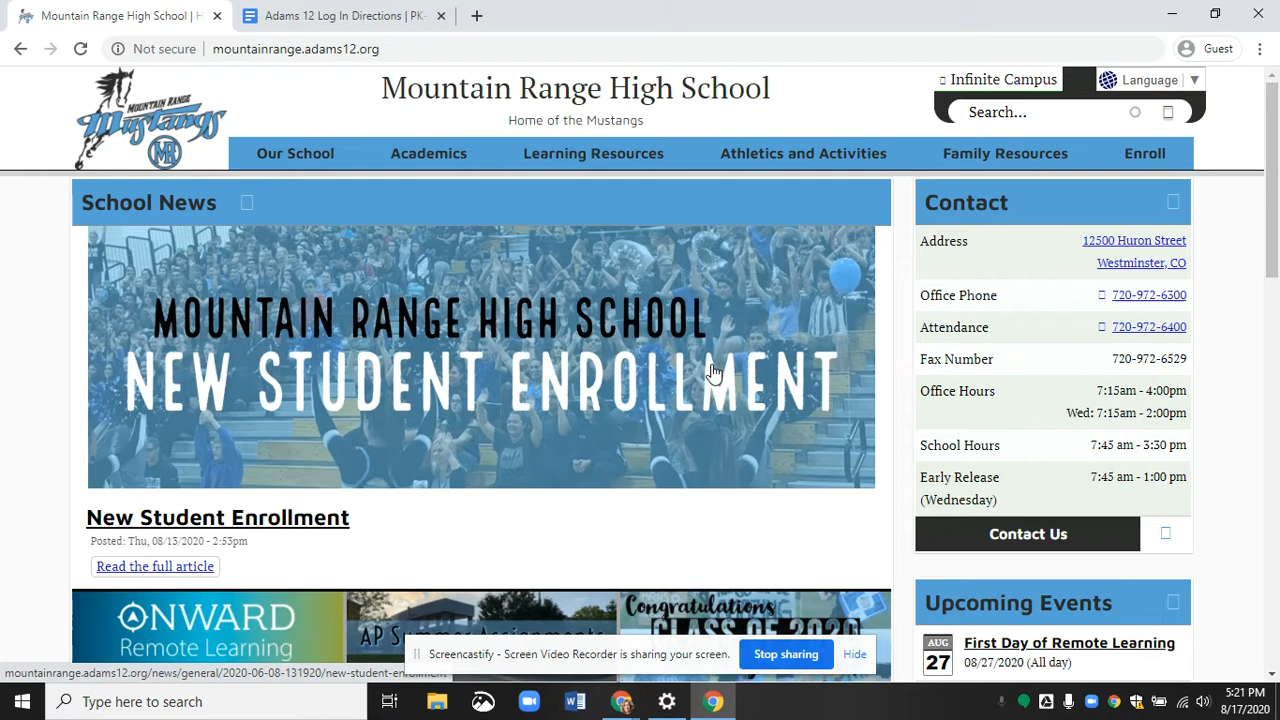 Mountain Range High School | H
Adams 12 Log In Directions | PK-
Not secure
mountainrange.adams12.org
Guest
MOUNTAIN RANGE
Mustangs
MR
Mountain Range High School
Home of the Mustangs
Infinite Campus
Language
Search...
Our School
Academics
Learning Resources
Athletics and Activities
Family Resources
Enroll
School News
MOUNTAIN RANGE HIGH SCHOOL
NEW STUDENT ENROLLMENT
New Student Enrollment
Posted: Thu, 08/13/2020 - 2:53pm
Read the full article
ONWARD
Remote Learning
AP Summer Assignments
Congratulations
CLASS OF 2020
Contact
Address 12500 Huron Street
Westminster, CO
Office Phone 720-972-6300
Attendance 720-972-6400
Fax Number 720-972-6529
Office Hours 7:15am - 4:00pm
Wed: 7:15am - 2:00pm
School Hours 7:45 am - 3:30 pm
Early Release 7:45 am - 1:00 pm
(Wednesday)
Contact Us
Upcoming Events
AUG
27
First Day of Remote Learning
08/27/2020 (All day)
Screencastify - Screen Video Recorder is sharing your screen.
Stop sharing
Hide
mountainrange.adams12.org/news/general/2020-06-08-131920/new-student-enrollment
Type here to search
5:21 PM
8/17/2020